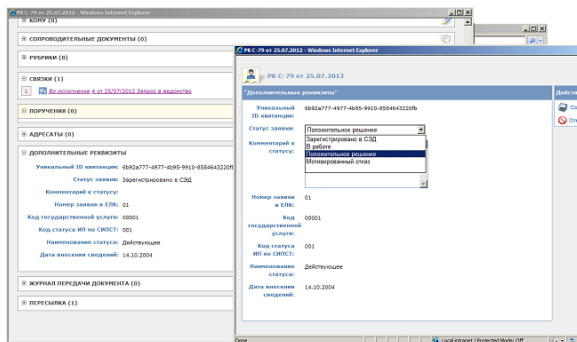 РК С-79 от 25.07.2012 - Windows Internet Explorer
КОМУ (0)
СОПРОВОДИТЕЛЬНЫЕ ДОКУМЕНТЫ (0)
РУБРИКИ (0)
СВЯЗКИ (1)
1 Во исполнение 4 от 25/07/2012 Запрос в ведомство
ПОРУЧЕНИЯ (0)
АДРЕСАТЫ (0)
ДОПОЛНИТЕЛЬНЫЕ РЕКВИЗИТЫ
Уникальный ID квитанции: 6b92a777-4977-4b95-9910-8584643220fb
Статус заявки: Зарегистрировано в СЭД
Комментарий к статусу:
Номер заявки в ЕЛК: 01
Код государственной услуги: 00001
Код статуса ИП по СИПСТ: 001
Наименование статуса: Действующее
Дата внесения сведений: 14.10.2004
ЖУРНАЛ ПЕРЕДАЧИ ДОКУМЕНТА (0)
ПЕРЕСЫЛКА (1)
РК С-79 от 25.07.2012 - Windows Internet Explorer
РК С-79 от 25.07.2012
"Дополнительные реквизиты"
Действ
Уникальный ID квитанции: 6b92a777-4977-4b95-9910-8584643220fb
Статус заявки: Положительное решение
Зарегистрировано в СЭД
В работе
Положительное решение
Мотивированный отказ
Комментарий к статусу:
Номер заявки в ЕЛК: 01
Код государственной услуги: 00001
Код статуса ИП по СИПСТ: 001
Наименование статуса: Действующее
Дата внесения сведений: 14.10.2004
Done
Local intranet | Protected Mode: Off